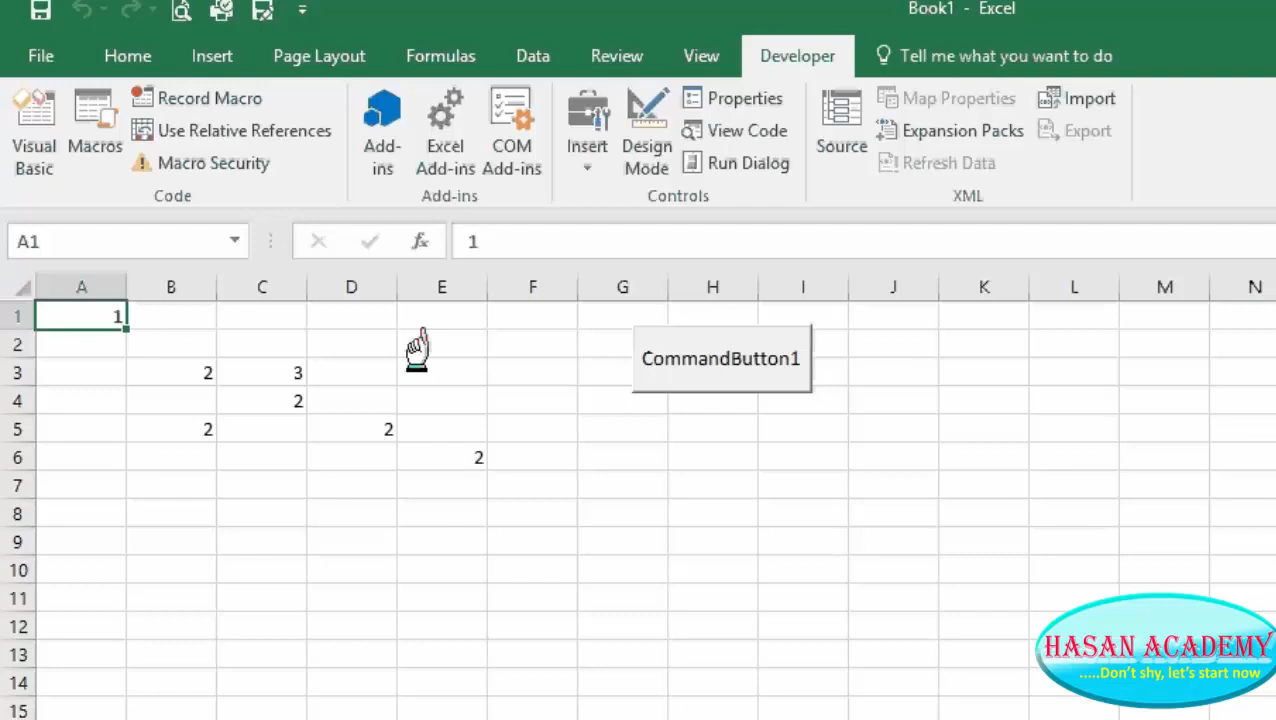 Book1 - Excel
File Home Insert Page Layout Formulas Data Review View Developer Tell me what you want to do
Visual Basic
Macros
Record Macro
Use Relative References
Macro Security
Code
Add-ins
Excel Add-ins
COM Add-ins
Add-ins
Insert
Design Mode
Properties
View Code
Run Dialog
Controls
Source
Map Properties
Expansion Packs
Refresh Data
Import
Export
XML
A1 fx 1
A B C D E F G H I J K L M N
1 1
2
3 2 3
4 2
5 2 2
6 2
7
8
9
10
11
12
13
14
15
CommandButton1
HASAN ACADEMY
.....Don't shy, let's start now